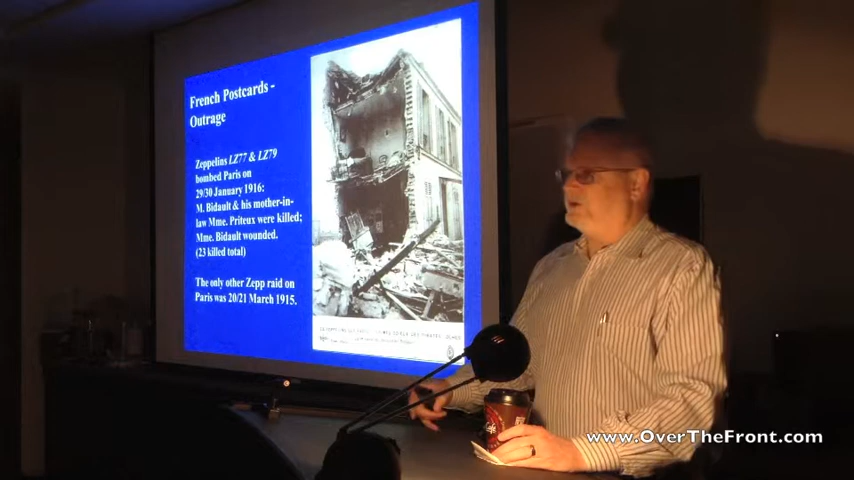 French Postcards -
Outrage
Zeppelins LZ77 & LZ79
bombed Paris on
29/30 January 1916:
M. Bidault & his mother-in-
law Mme. Priteux were killed;
Mme. Bidault wounded.
(23 killed total)
The only other Zepp raid on
Paris was 20/21 March 1915.
www.OverTheFront.com